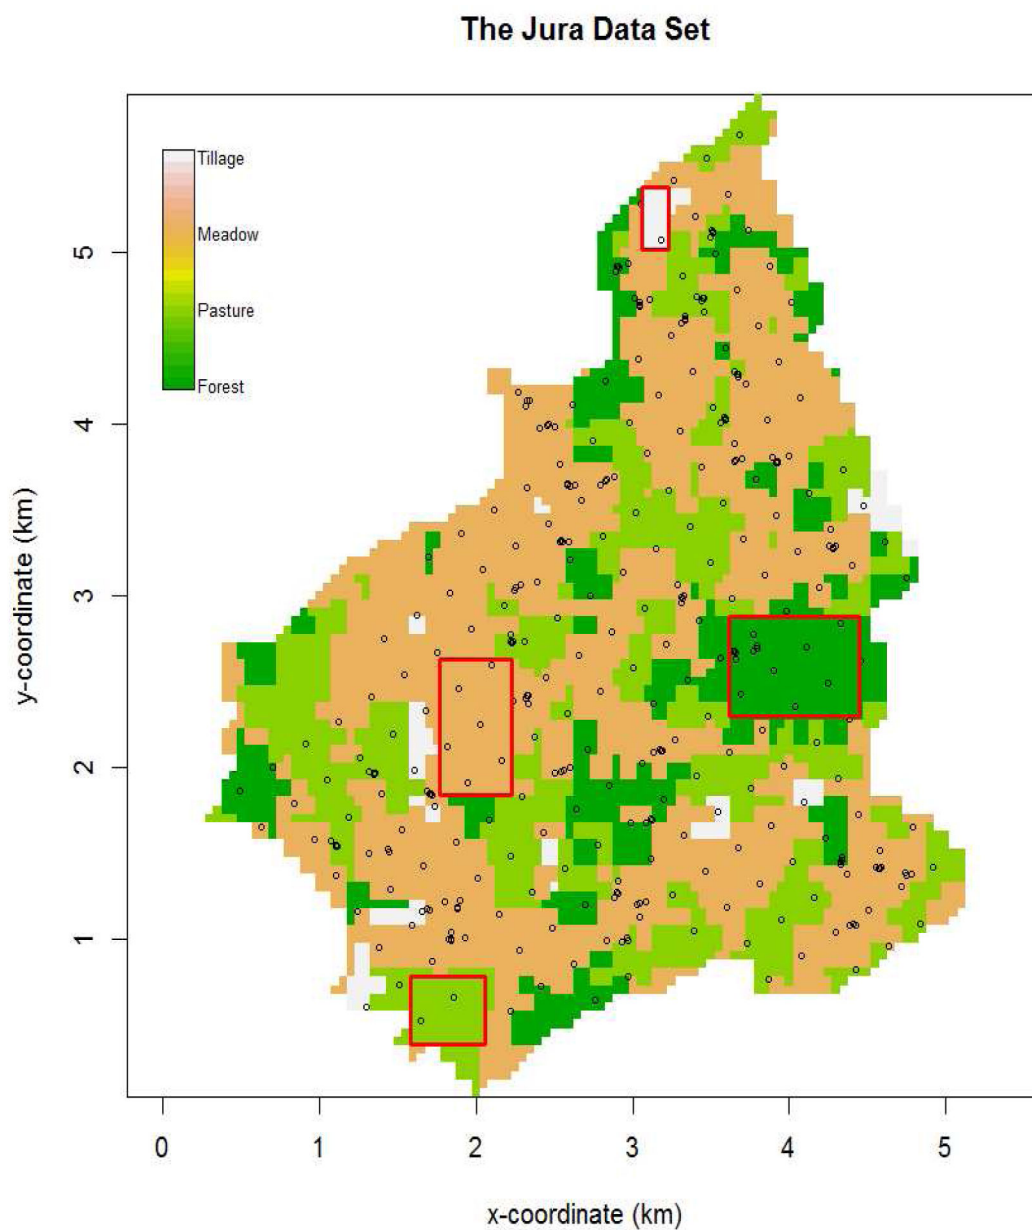 The Jura Data Set
Tillage
Meadow
Pasture
Forest
5
4
3
2
1
y-coordinate (km)
0 1 2 3 4 5
x-coordinate (km)